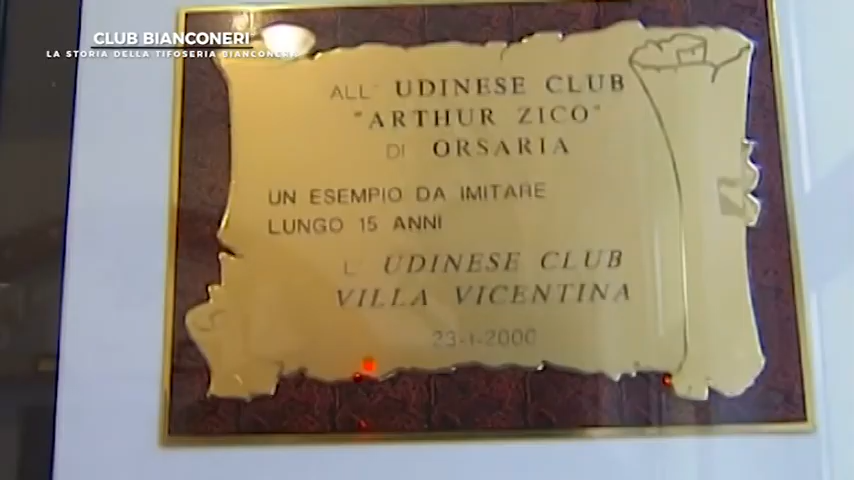 CLUB BIANCONERI
LA STORIA DELLA TIFOSERIA BIANCONERA
ALL' UDINESE CLUB
"ARTHUR ZICO"
DI ORSARIA
UN ESEMPIO DA IMITARE
LUNGO 15 ANNI
L' UDINESE CLUB
VILLA VICENTINA
23-1-2000